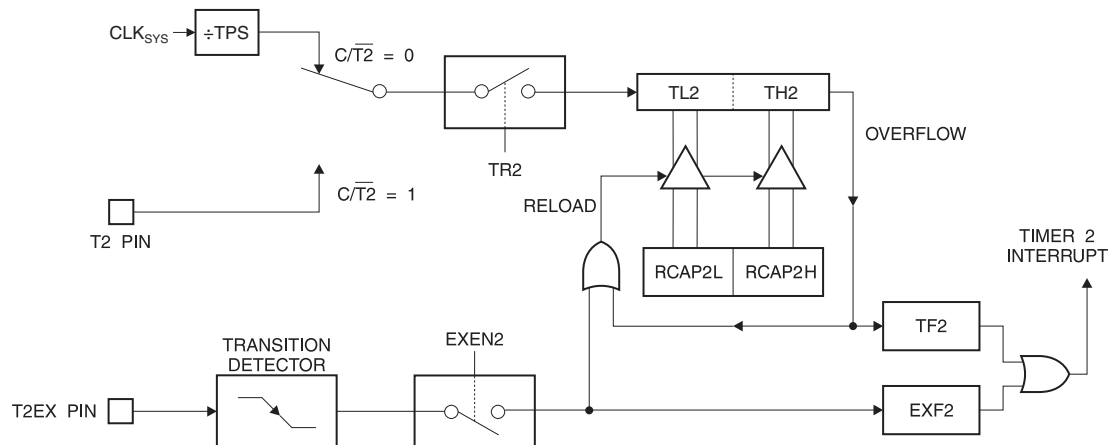 CLKSYS
÷TPS
C/T2 = 0
TL2
TH2
OVERFLOW
TR2
C/T2 = 1
T2 PIN
RELOAD
RCAP2L
RCAP2H
TIMER 2
INTERRUPT
TF2
TRANSITION
DETECTOR
EXEN2
T2EX PIN
EXF2